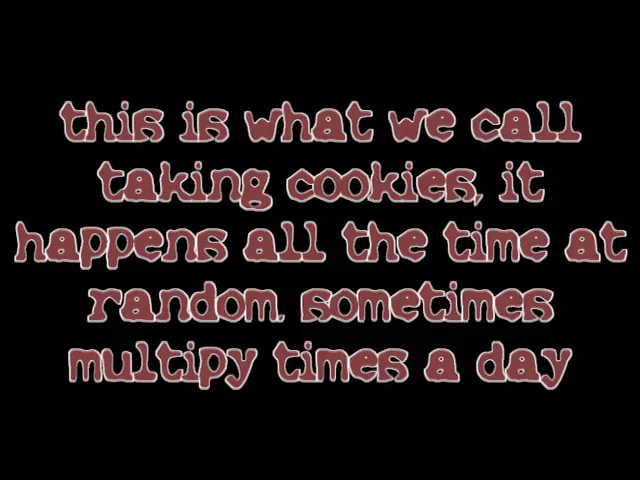 this is what we call
taking cookies, it
happens all the time at
random, sometimes
multipy times a day